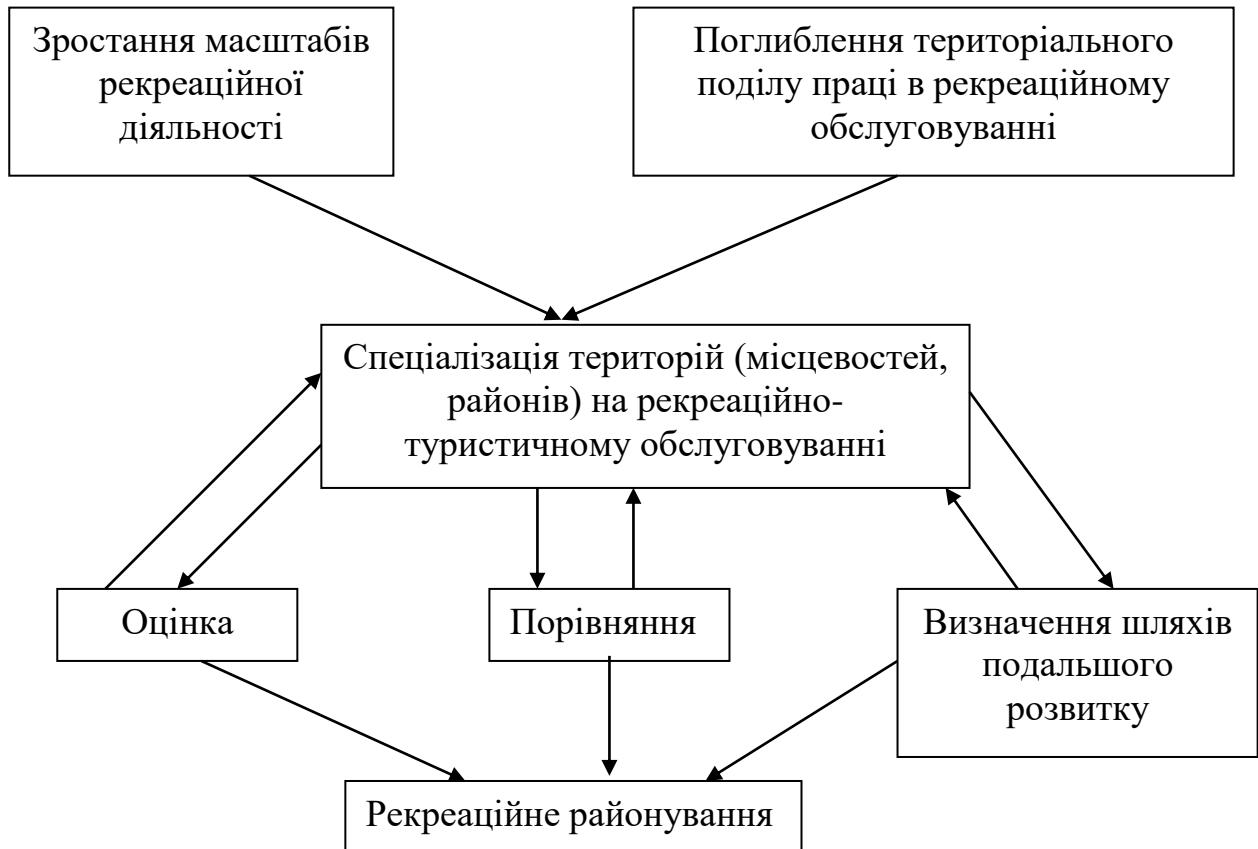 Зростання масштабів
рекреаційної
діяльності
Поглиблення територіального
поділу праці в рекреаційному
обслуговуванні
Спеціалізація територій (місцевостей,
районів) на рекреаційно-
туристичному обслуговуванні
Оцінка
Порівняння
Визначення шляхів
подальшого
розвитку
Рекреаційне районування